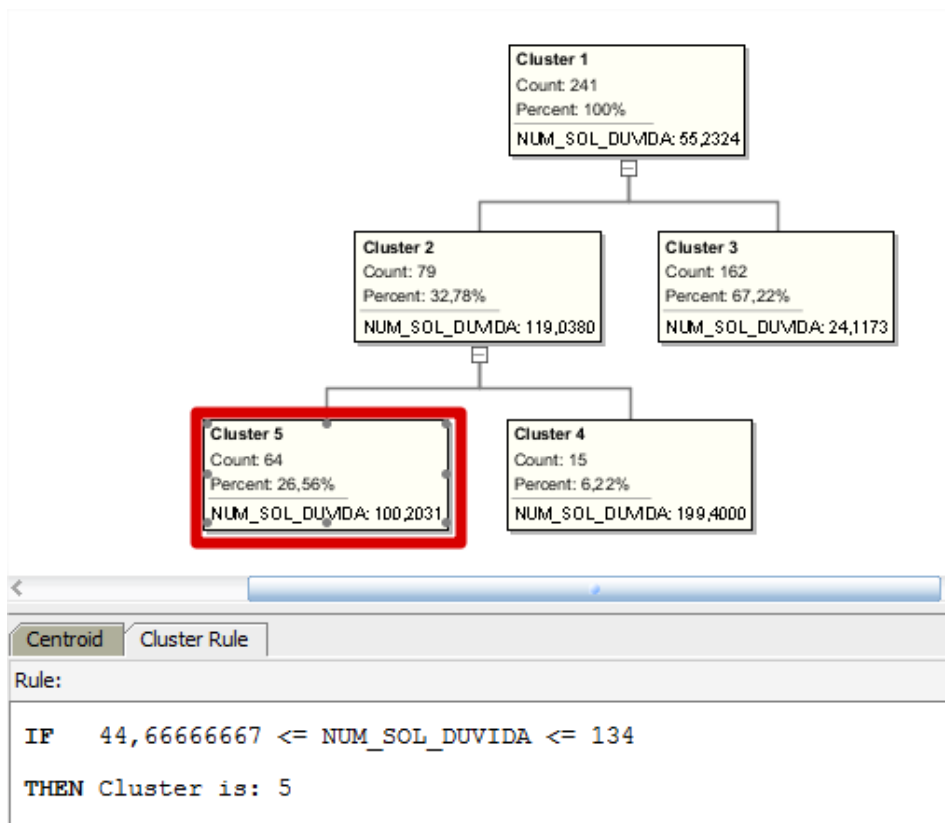 Cluster 1
Count: 241
Percent: 100%
NUM_SOL_DUVIDA: 55,2324
Cluster 2
Count: 79
Percent: 32,78%
NUM_SOL_DUVIDA: 119,0380
Cluster 3
Count: 162
Percent: 67,22%
NUM_SOL_DUVIDA: 24,1173
Cluster 5
Count: 64
Percent: 26,56%
NUM_SOL_DUVIDA: 100,2031
Cluster 4
Count: 15
Percent: 6,22%
NUM_SOL_DUVIDA: 199,4000
Centroid
Cluster Rule
Rule:
IF 44,66666667 <= NUM_SOL_DUVIDA <= 134
THEN Cluster is: 5